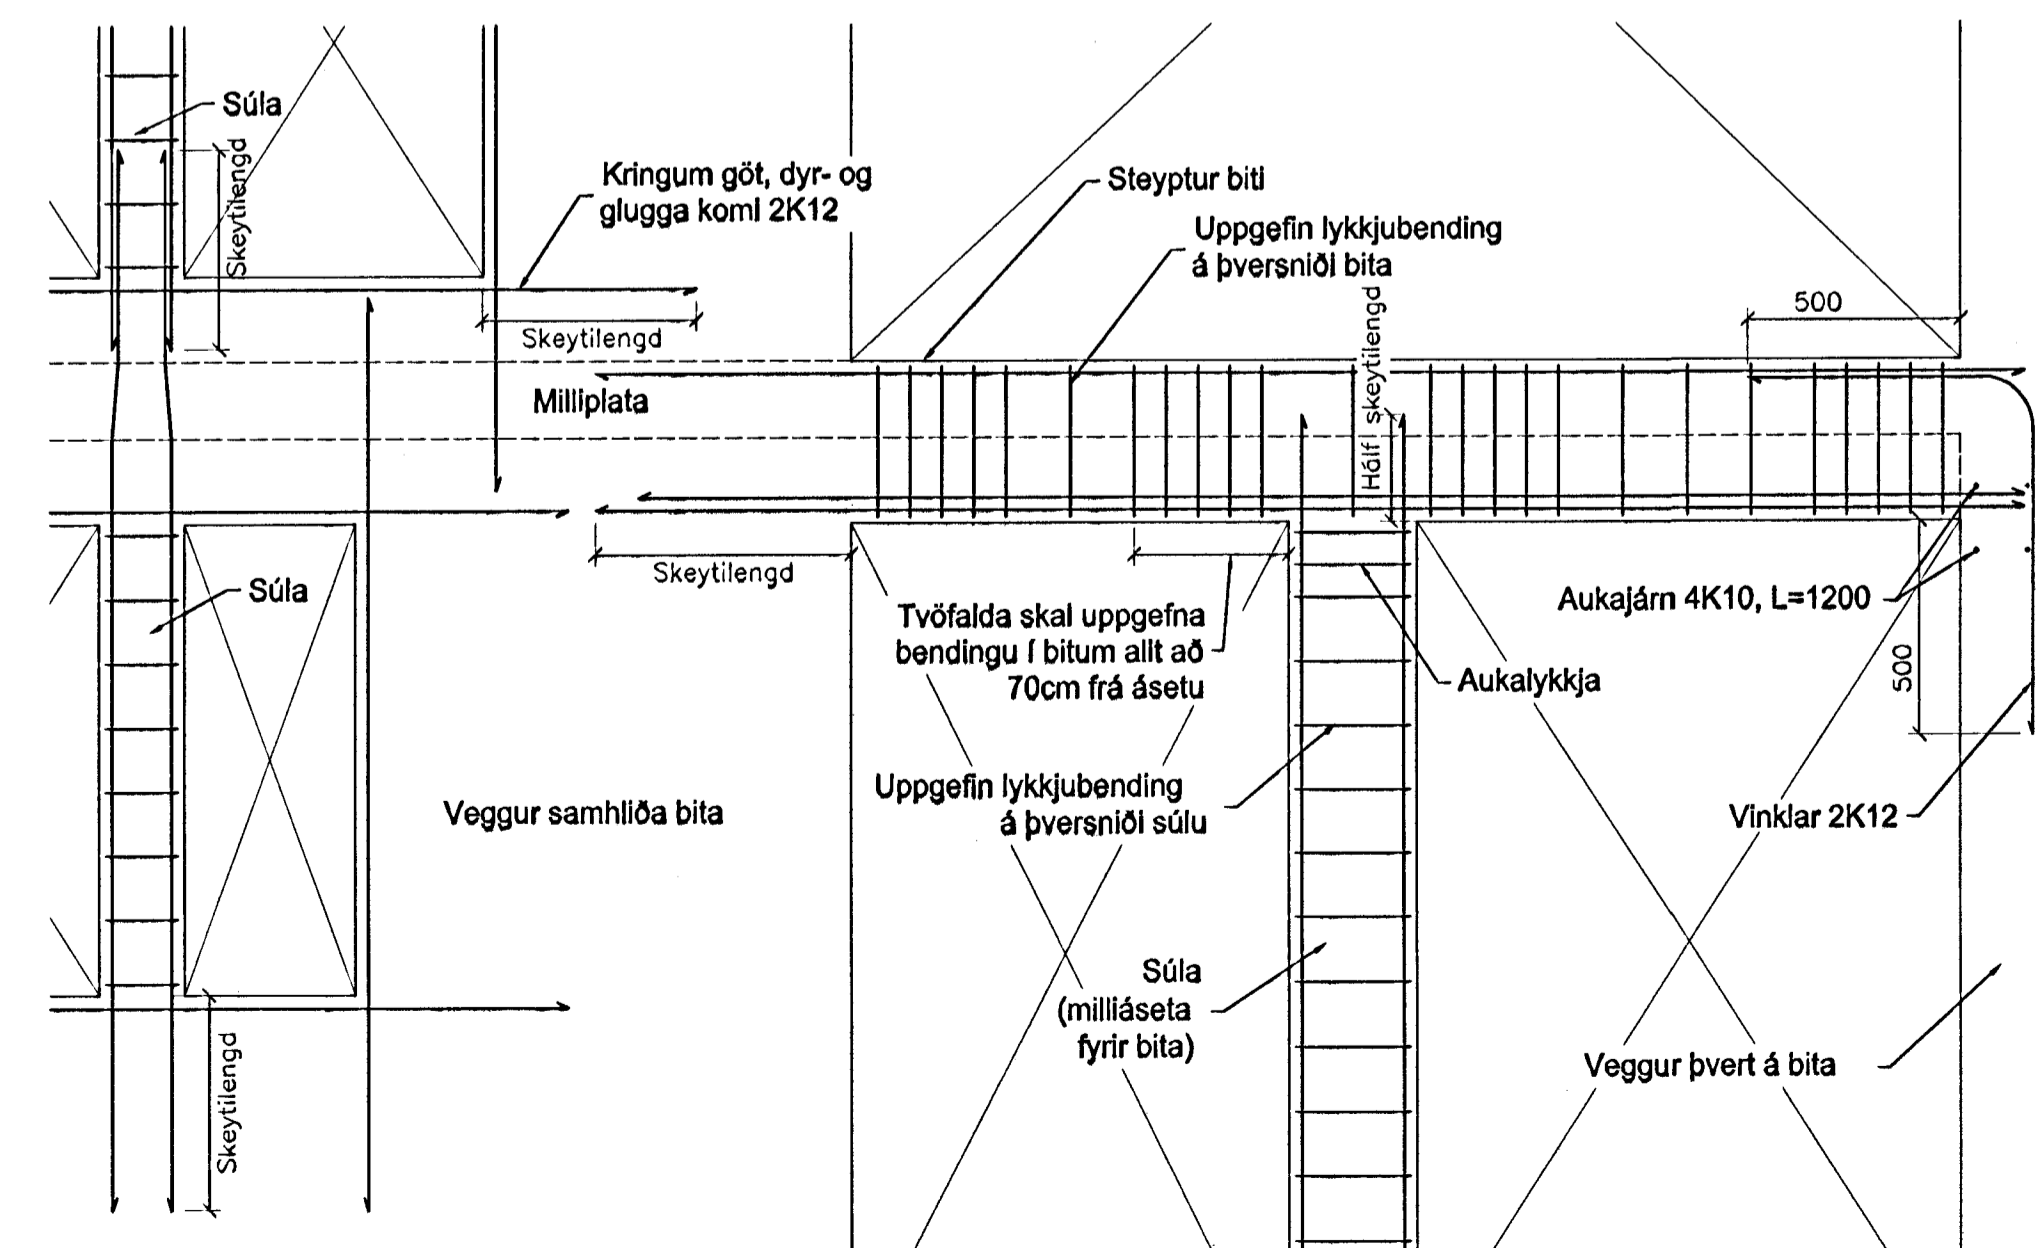 Súla
Skeytilengd
Kringum göt, dyr- og
glugga komi 2K12
Skeytilengd
Steyptur biti
Uppgefin lykkjubending
á þversniði bita
500
Hálf skeytilengd
Milliplata
Skeytilengd
Súla
Tvöfalda skal uppgefna
bendingu í bitum allt að
70cm frá ásetu
Aukajárn 4K10, L=1200
500
Aukalykkja
Uppgefin lykkjubending
á þversniði súlu
Veggur samhliða bita
Vinklar 2K12
Súla
(milliáseta
fyrir bita)
Veggur þvert á bita
Skeytilengd